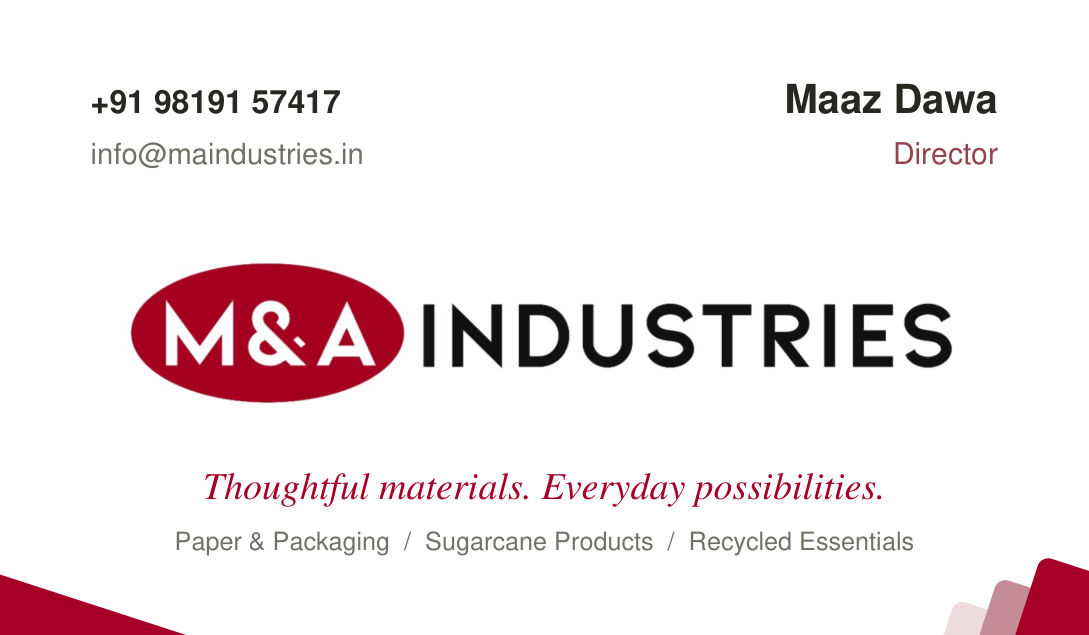 +91 98191 57417
info@maindustries.in
Maaz Dawa
Director
M&A INDUSTRIES
Thoughtful materials. Everyday possibilities.
Paper & Packaging / Sugarcane Products / Recycled Essentials